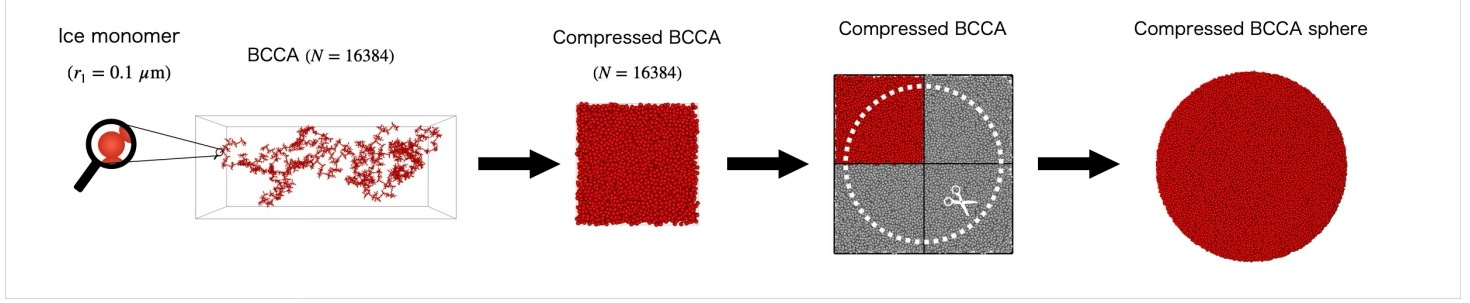 Ice monomer
(r₁ = 0.1 μm)
BCCA (N = 16384)
Compressed BCCA
(N = 16384)
Compressed BCCA
Compressed BCCA sphere